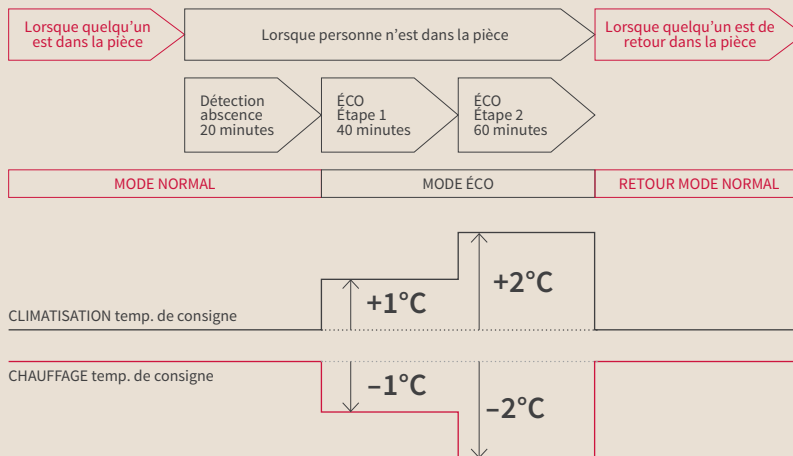 Lorsque quelqu'un
est dans la pièce
Lorsque personne n'est dans la pièce
Lorsque quelqu'un est de
retour dans la pièce
Détection
abscence
20 minutes
ÉCO
Étape 1
40 minutes
ÉCO
Étape 2
60 minutes
MODE NORMAL
MODE ÉCO
RETOUR MODE NORMAL
+1°C
+2°C
CLIMATISATION temp. de consigne
CHAUFFAGE temp. de consigne
–1°C
–2°C